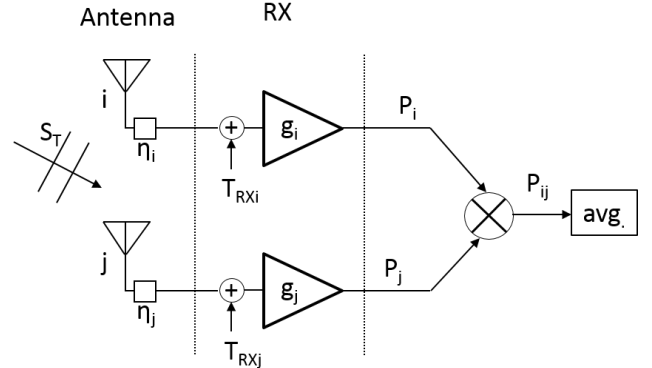 Antenna
RX
i
S_T
η_i
g_i
T_RXi
P_i
P_ij
avg.
j
η_j
g_j
T_RXj
P_j